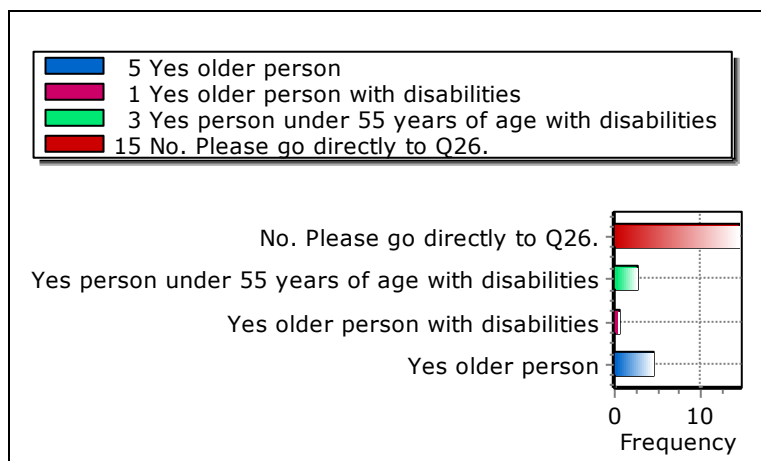 5 Yes older person
1 Yes older person with disabilities
3 Yes person under 55 years of age with disabilities
15 No. Please go directly to Q26.
No. Please go directly to Q26.
Yes person under 55 years of age with disabilities
Yes older person with disabilities
Yes older person
0 10
Frequency